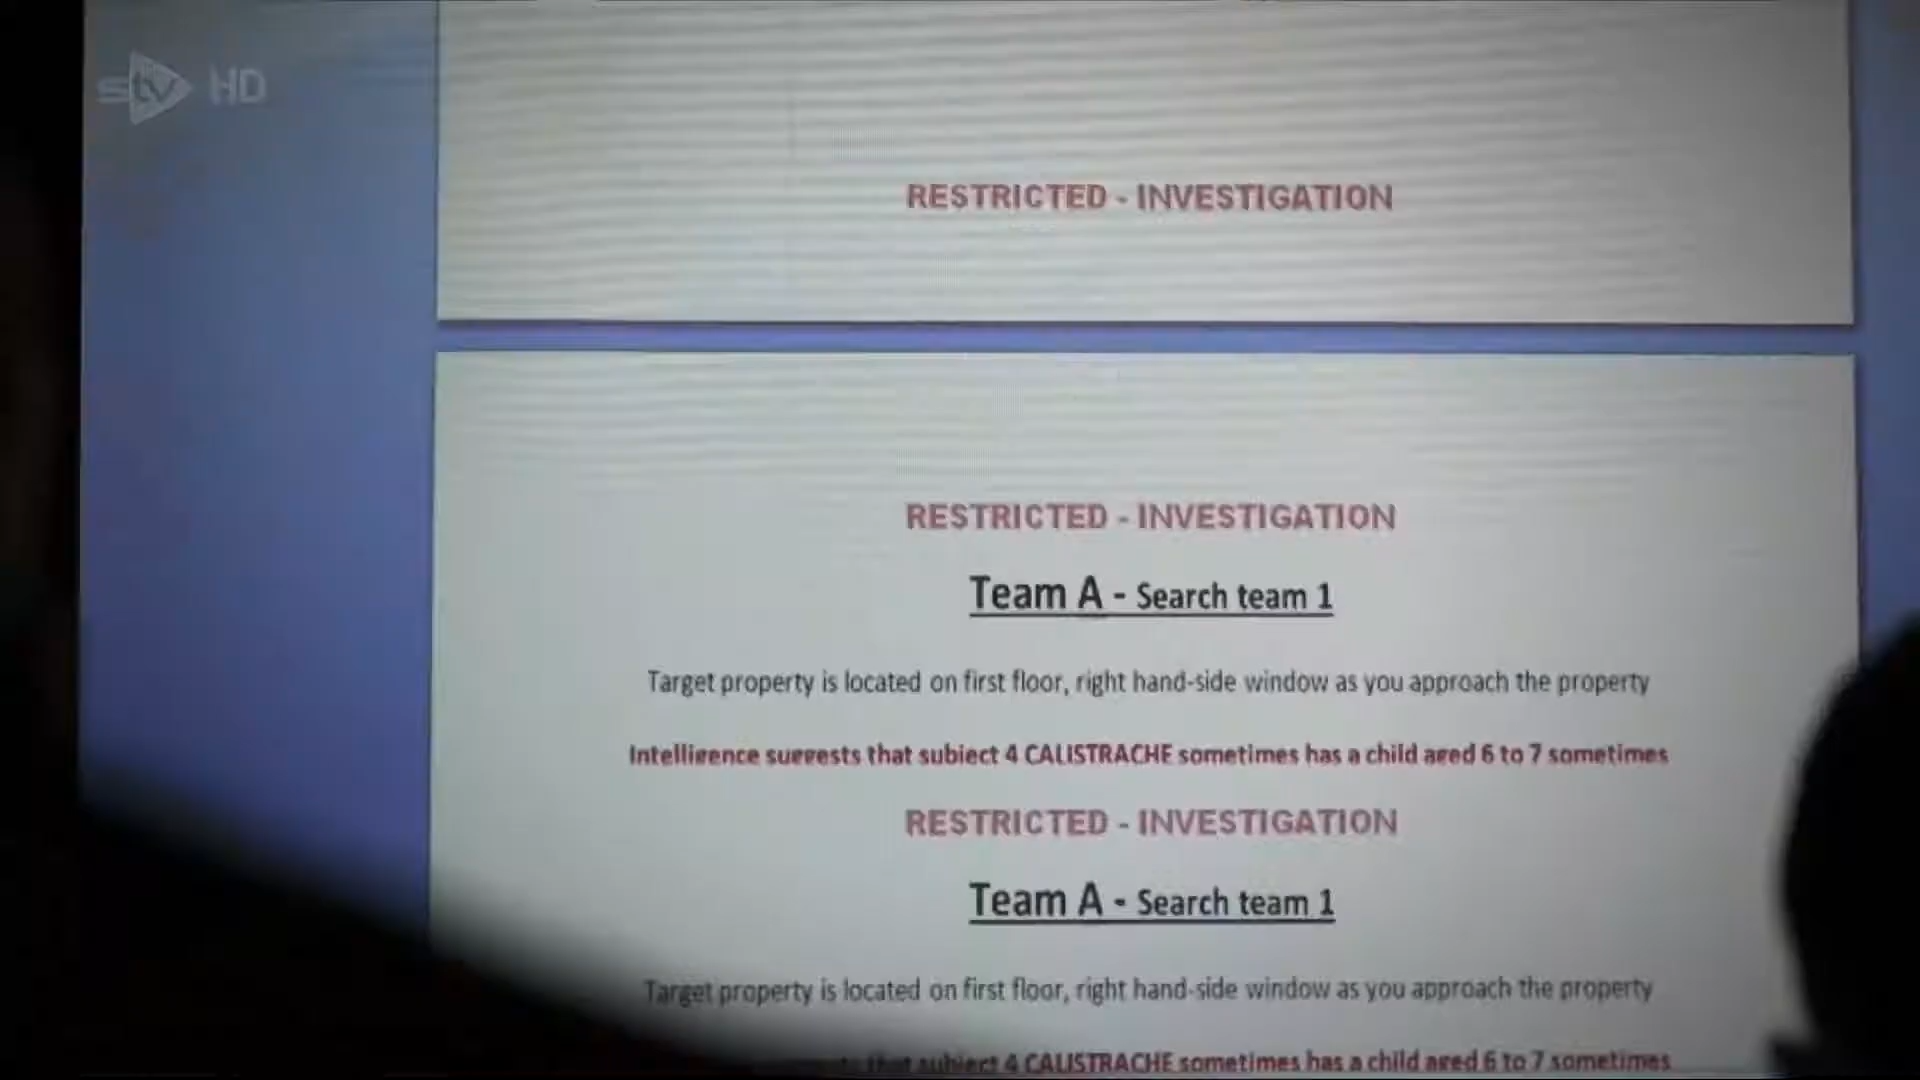 stv HD
RESTRICTED - INVESTIGATION
RESTRICTED - INVESTIGATION
Team A - Search team 1
Target property is located on first floor, right hand-side window as you approach the property
Intelligence suggests that subject 4 CALISTRACHE sometimes has a child aged 6 to 7 sometimes
RESTRICTED - INVESTIGATION
Team A - Search team 1
Target property is located on first floor, right hand-side window as you approach the property
that subject 4 CALISTRACHE sometimes has a child aged 6 to 7 sometimes